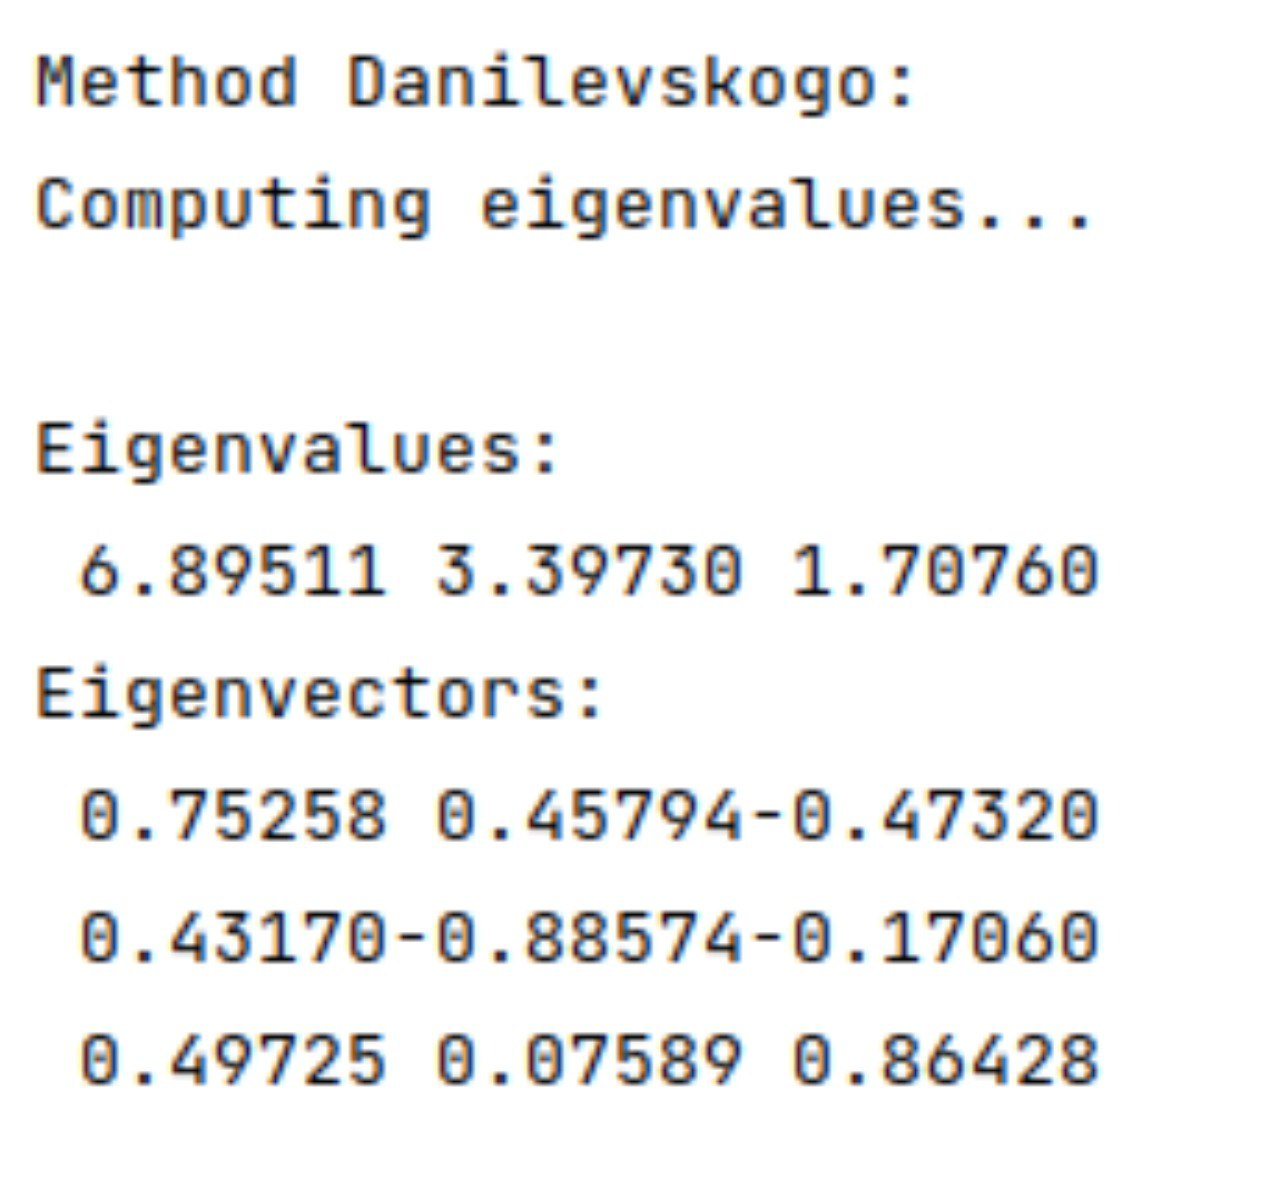 Method Danilevskogo:
Computing eigenvalues...
Eigenvalues:
6.89511 3.39730 1.70760
Eigenvectors:
0.75258 0.45794-0.47320
0.43170-0.88574-0.17060
0.49725 0.07589 0.86428